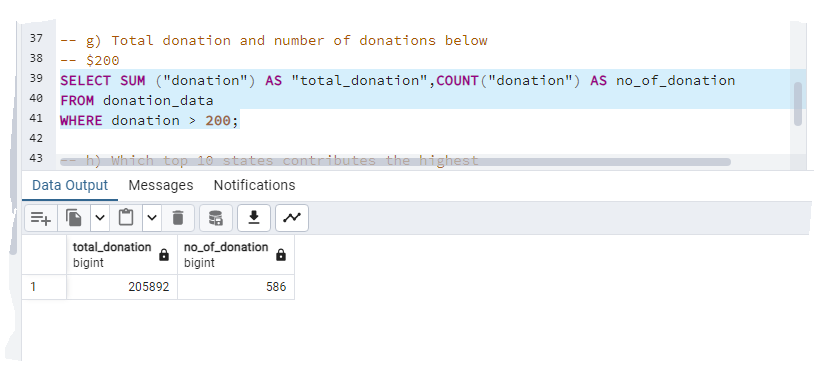 37 -- g) Total donation and number of donations below
38 -- $200
39 SELECT SUM ("donation") AS "total_donation",COUNT("donation") AS no_of_donation
40 FROM donation_data
41 WHERE donation > 200;
42
43 -- h) Which top 10 states contributes the highest
Data Output Messages Notifications
total_donation no_of_donation
bigint bigint
1 205892 586